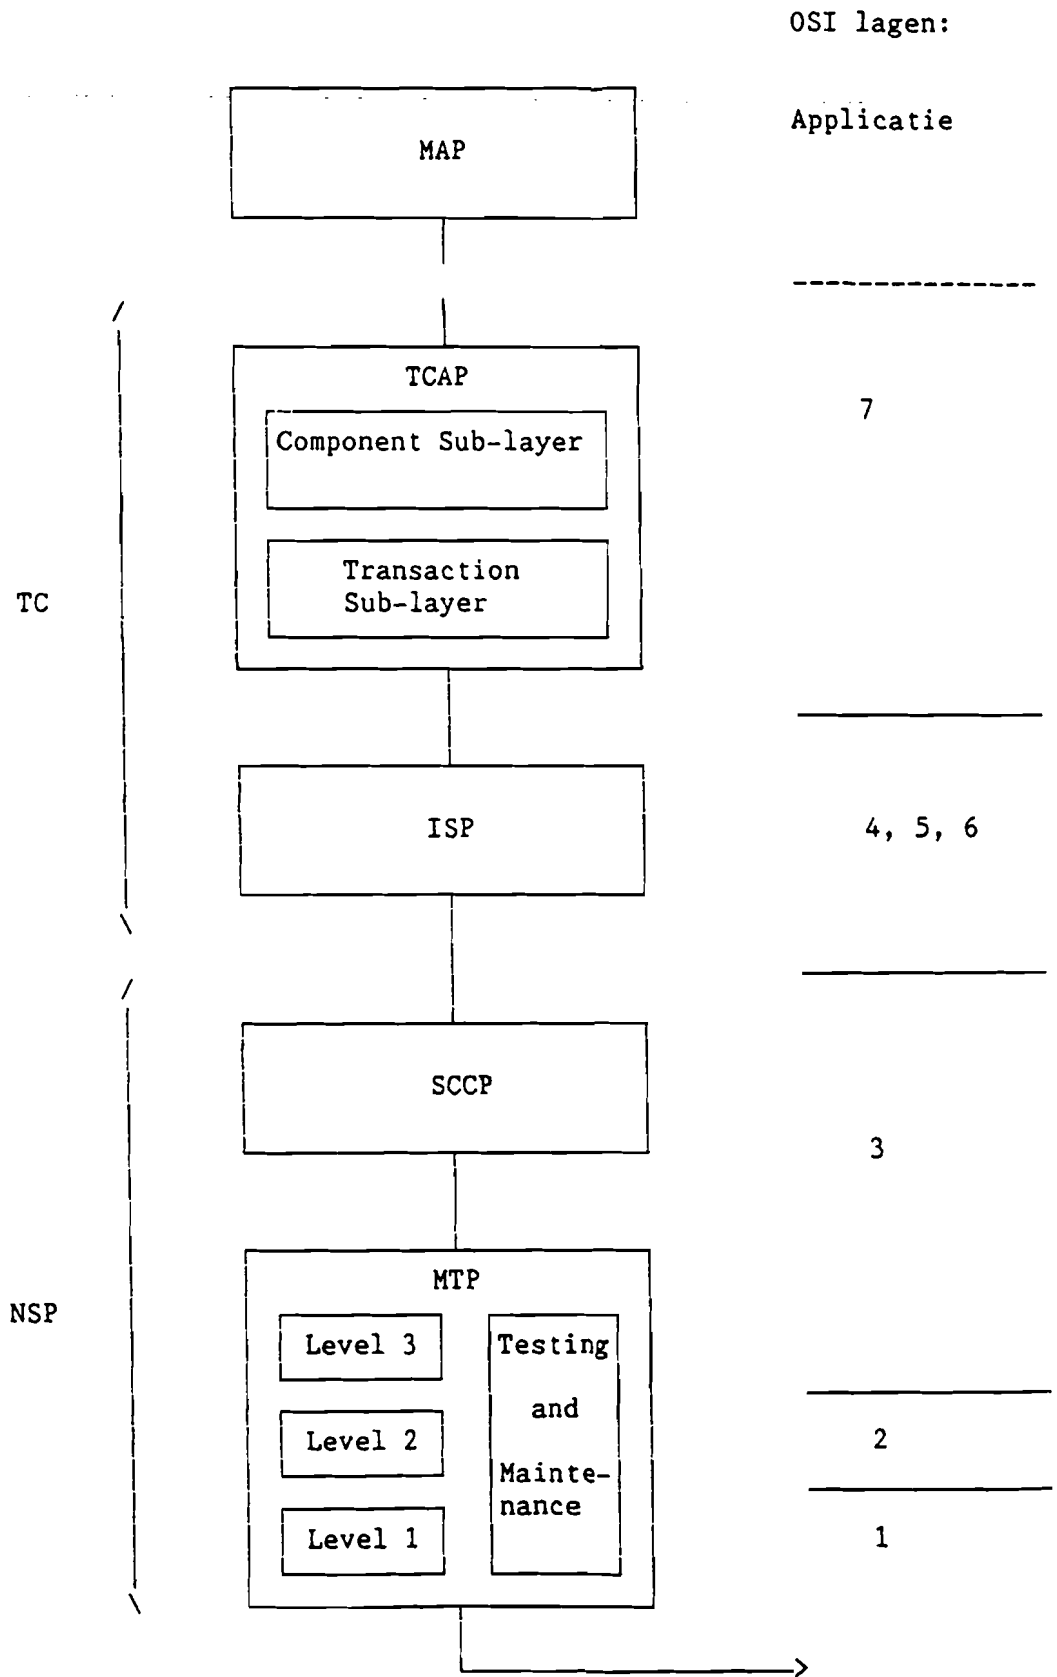 OSI lagen:
Applicatie
MAP
TCAP
7
Component Sub-layer
Transaction
Sub-layer
TC
ISP
4, 5, 6
SCCP
3
MTP
NSP
Level 3
Testing
and
Level 2
2
Mainte-
nance
Level 1
1